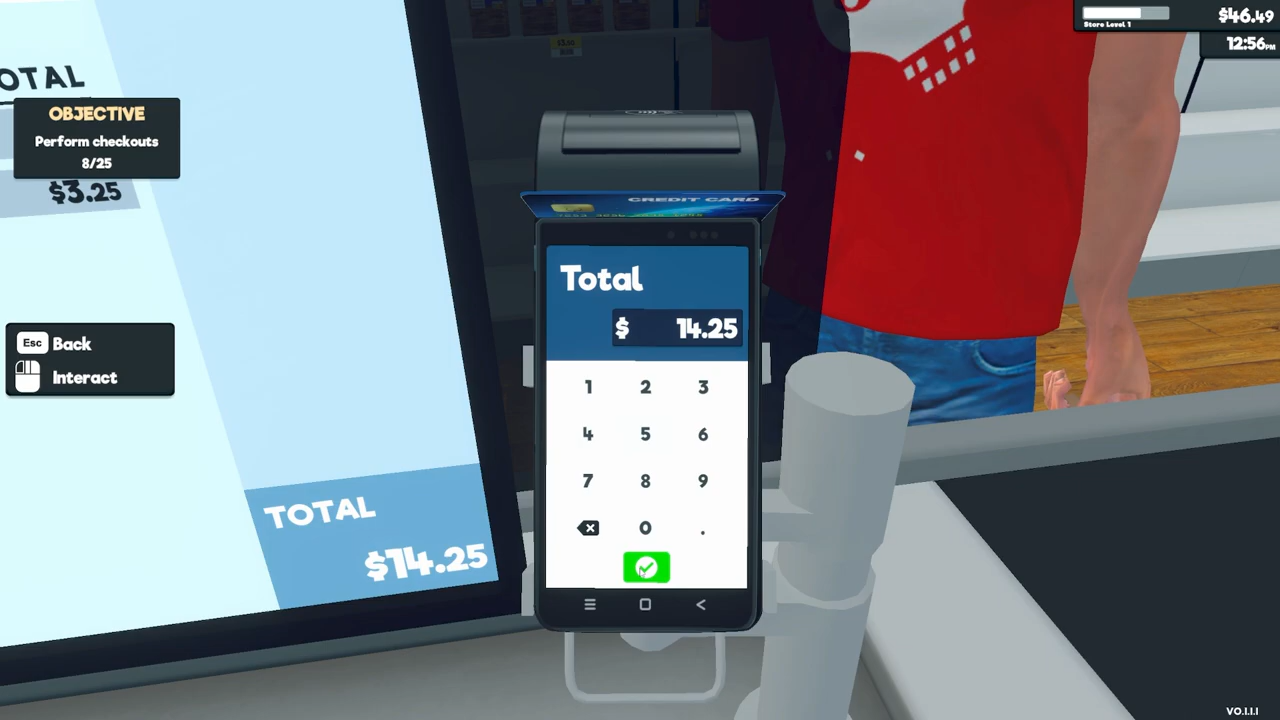 $46.49
Store Level 1
12:56PM
OTAL
OBJECTIVE
Perform checkouts
8/25
$3.25
CREDIT CARD
Total
$ 14.25
Esc Back
Interact
1 2 3
4 5 6
7 8 9
0 .
TOTAL
$14.25
V0.1.1.1